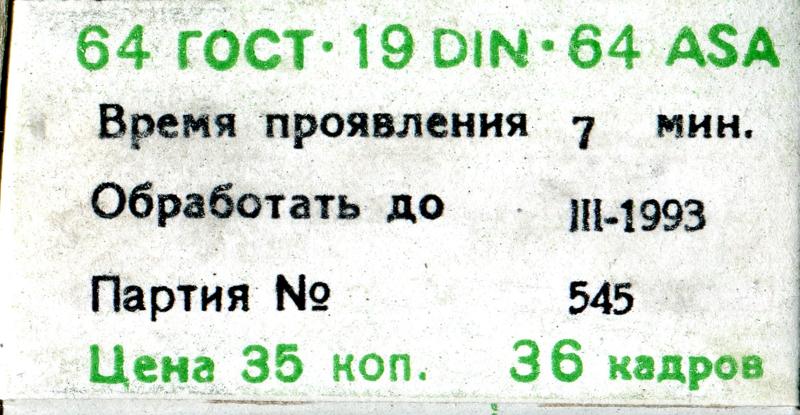 64 ГОСТ · 19 DIN · 64 ASA
Время проявления 7 мин.
Обработать до III-1993
Партия № 545
Цена 35 коп. 36 кадров